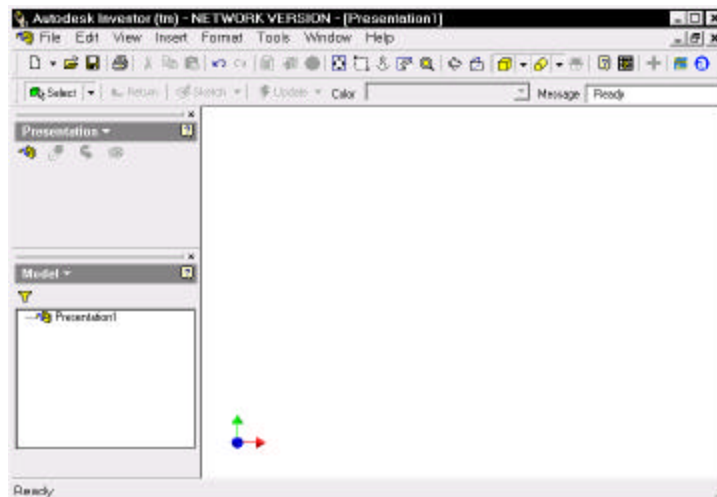 Autodesk Inventor (tm) - NETWORK VERSION - [Presentation1]
File Edit View Insert Format Tools Window Help
Select Return Sketch Update Color Message Ready
Presentation
Model
Presentation1
Ready